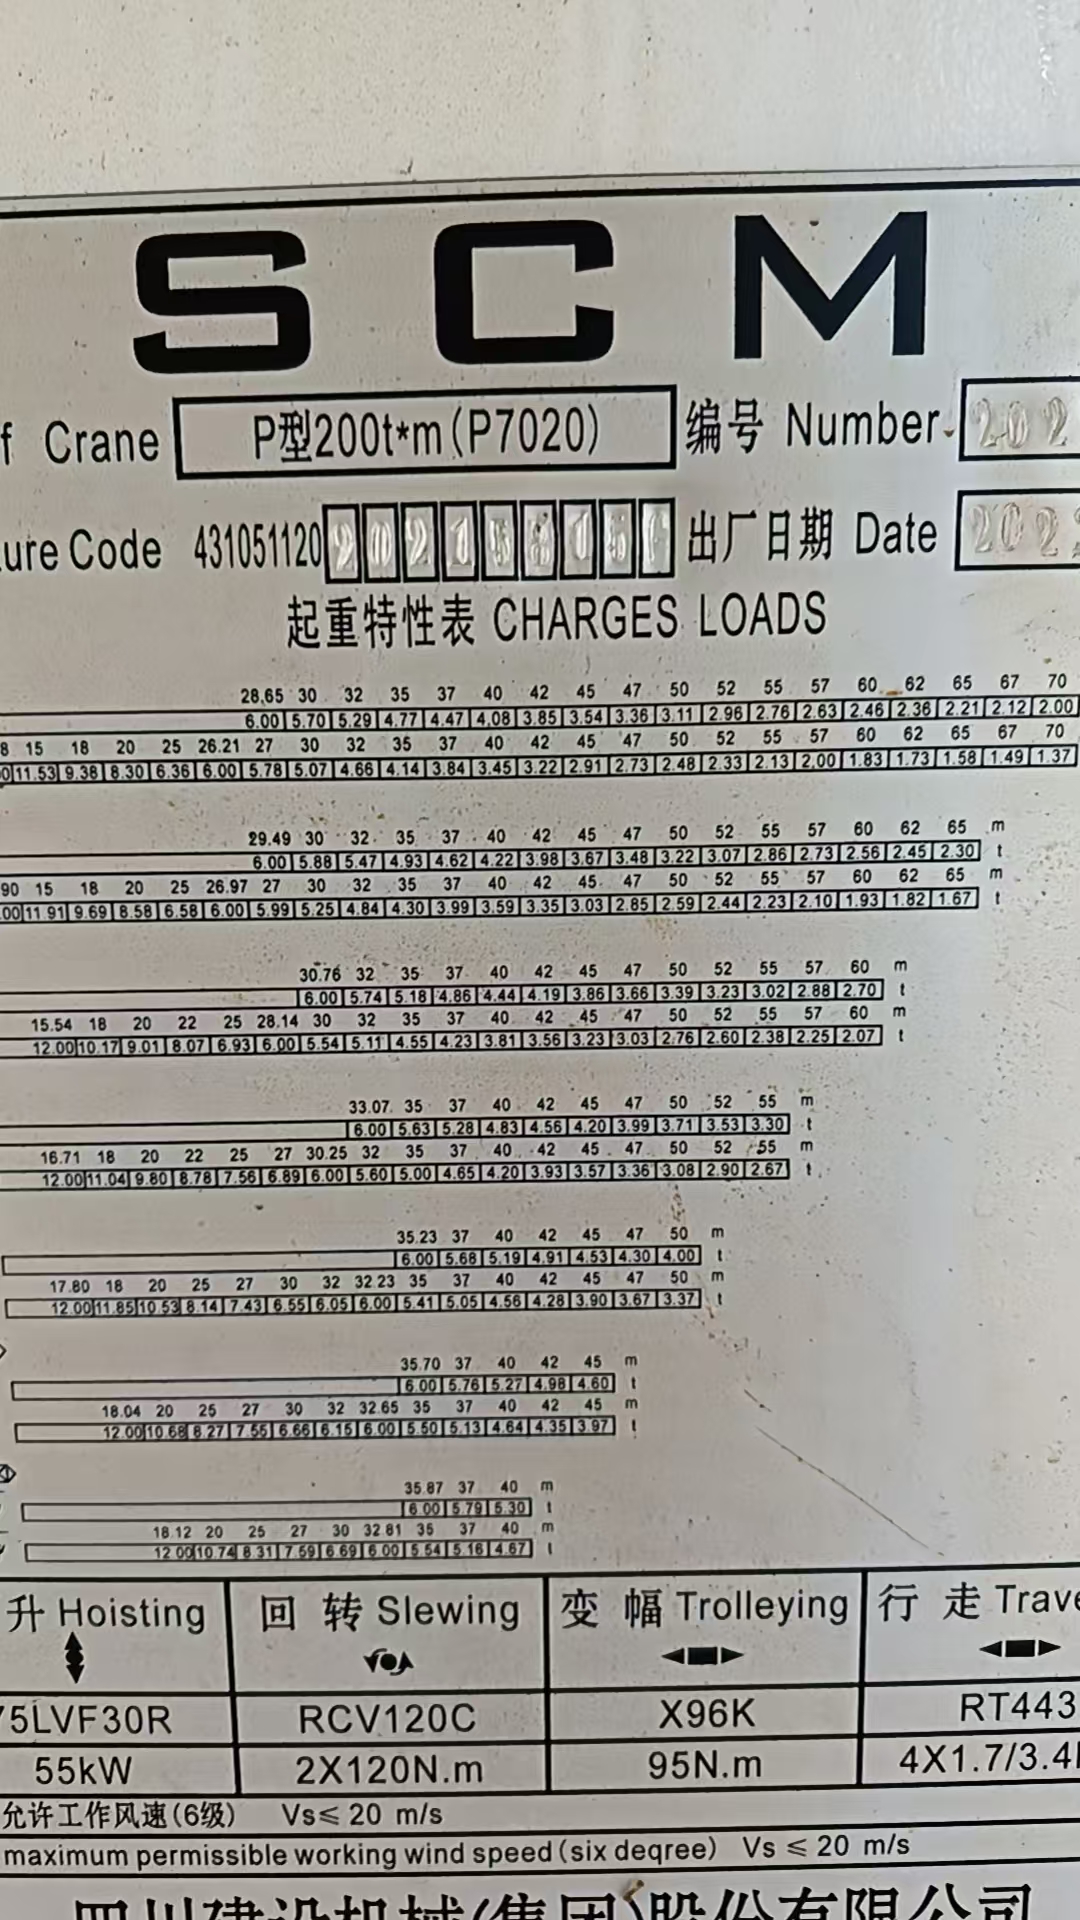 SCM
f Crane P型200t*m(P7020) 编号 Number 202
ure Code 431051120 出厂日期 Date 202
起重特性表 CHARGES LOADS
28.65 30 32 35 37 40 42 45 47 50 52 55 57 60 62 65 67 70
6.00 5.70 5.29 4.77 4.47 4.08 3.85 3.54 3.36 3.11 2.96 2.76 2.63 2.46 2.36 2.21 2.12 2.00
8 15 18 20 25 26.21 27 30 32 35 37 40 42 45 47 50 52 55 57 60 62 65 67 70
0 11.53 9.38 8.30 6.36 6.00 5.78 5.07 4.66 4.14 3.84 3.45 3.22 2.91 2.73 2.48 2.33 2.13 2.00 1.83 1.73 1.58 1.49 1.37
29.49 30 32 35 37 40 42 45 47 50 52 55 57 60 62 65 m
6.00 5.88 5.47 4.93 4.62 4.22 3.98 3.67 3.48 3.22 3.07 2.86 2.73 2.56 2.45 2.30 t
90 15 18 20 25 26.97 27 30 32 35 37 40 42 45 47 50 52 55 57 60 62 65 m
.00 11.91 9.69 8.58 6.58 6.00 5.99 5.25 4.84 4.30 3.99 3.59 3.35 3.03 2.85 2.59 2.44 2.23 2.10 1.93 1.82 1.67 t
30.76 32 35 37 40 42 45 47 50 52 55 57 60 m
6.00 5.74 5.18 4.86 4.44 4.19 3.86 3.66 3.39 3.23 3.02 2.88 2.70 t
15.54 18 20 22 25 28.14 30 32 35 37 40 42 45 47 50 52 55 57 60 m
12.00 10.17 9.01 8.07 6.93 6.00 5.54 5.11 4.55 4.23 3.81 3.56 3.23 3.03 2.76 2.60 2.38 2.25 2.07 t
33.07 35 37 40 42 45 47 50 52 55 m
6.00 5.63 5.28 4.83 4.56 4.20 3.99 3.71 3.53 3.30 t
16.71 18 20 22 25 27 30.25 32 35 37 40 42 45 47 50 52 55 m
12.00 11.04 9.80 8.78 7.56 6.89 6.00 5.60 5.00 4.65 4.20 3.93 3.57 3.36 3.08 2.90 2.67 t
35.23 37 40 42 45 47 50 m
6.00 5.68 5.19 4.91 4.53 4.30 4.00 t
17.80 18 20 25 27 30 32 32.23 35 37 40 42 45 47 50 m
12.00 11.85 10.53 8.14 7.43 6.55 6.05 6.00 5.41 5.05 4.56 4.28 3.90 3.67 3.37 t
35.70 37 40 42 45 m
6.00 5.76 5.27 4.98 4.60 t
18.04 20 25 27 30 32 32.65 35 37 40 42 45 m
12.00 10.68 8.27 7.55 6.66 6.15 6.00 5.50 5.13 4.64 4.35 3.97 t
35.87 37 40 m
6.00 5.79 5.30 t
18.12 20 25 27 30 32.81 35 37 40 m
12.00 10.74 8.31 7.59 6.69 6.00 5.54 5.16 4.67 t
升 Hoisting 回转 Slewing 变幅 Trolleying 行走 Trave
75LVF30R RCV120C X96K RT443
55kW 2X120N.m 95N.m 4X1.7/3.4
允许工作风速(6级) Vs≤ 20 m/s
maximum permissible working wind speed (six deqree) Vs ≤ 20 m/s
四川建设机械(集团)股份有限公司